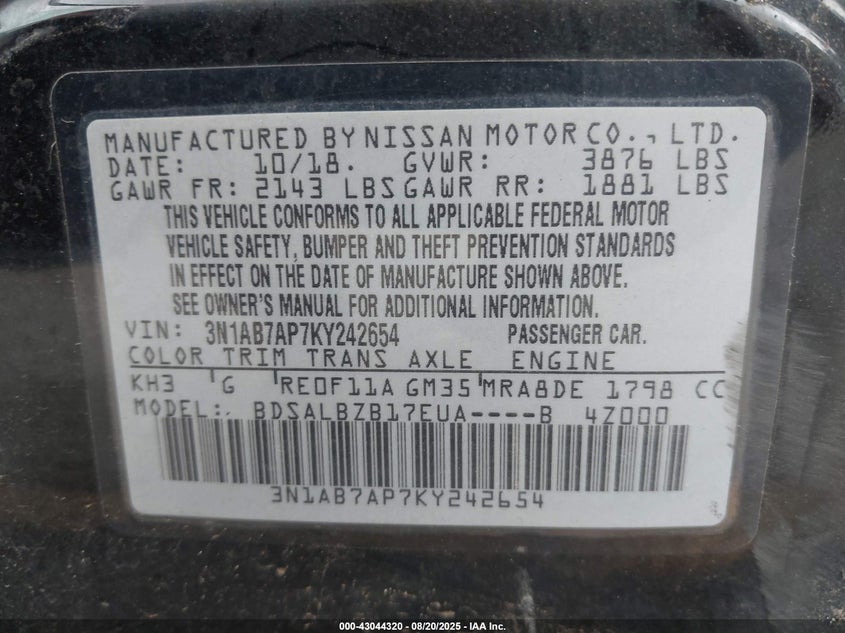 MANUFACTURED BY NISSAN MOTOR CO., LTD.
DATE: 10/18. GVWR: 3876 LBS
GAWR FR: 2143 LBS GAWR RR: 1881 LBS
THIS VEHICLE CONFORMS TO ALL APPLICABLE FEDERAL MOTOR
VEHICLE SAFETY, BUMPER AND THEFT PREVENTION STANDARDS
IN EFFECT ON THE DATE OF MANUFACTURE SHOWN ABOVE.
SEE OWNER'S MANUAL FOR ADDITIONAL INFORMATION.
VIN: 3N1AB7AP7KY242654 PASSENGER CAR.
COLOR TRIM TRANS AXLE ENGINE
KH3 G RE0F11A GM35 MRA8DE 1798 CC
MODEL: BDSALBZB17EUA----B 4Z000
3N1AB7AP7KY242654
000-43044320 08/20/2025 - IAA Inc.